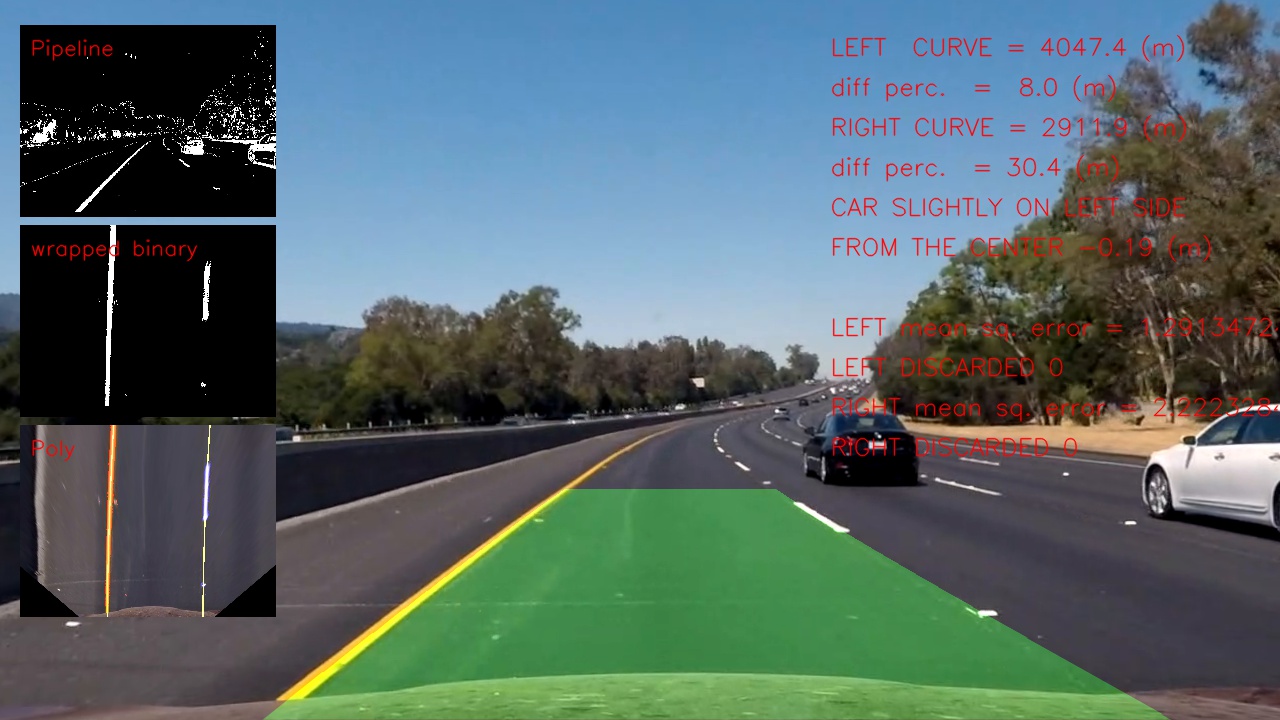 Pipeline
wrapped binary
Poly
LEFT CURVE = 4047.4 (m)
diff perc. = 8.0 (m)
RIGHT CURVE = 2911.9 (m)
diff perc. = 30.4 (m)
CAR SLIGHTLY ON LEFT SIDE
FROM THE CENTER -0.19 (m)
LEFT mean sq. error = 1.2913472
LEFT DISCARDED 0
RIGHT mean sq. error = 2.222328
RIGHT DISCARDED 0